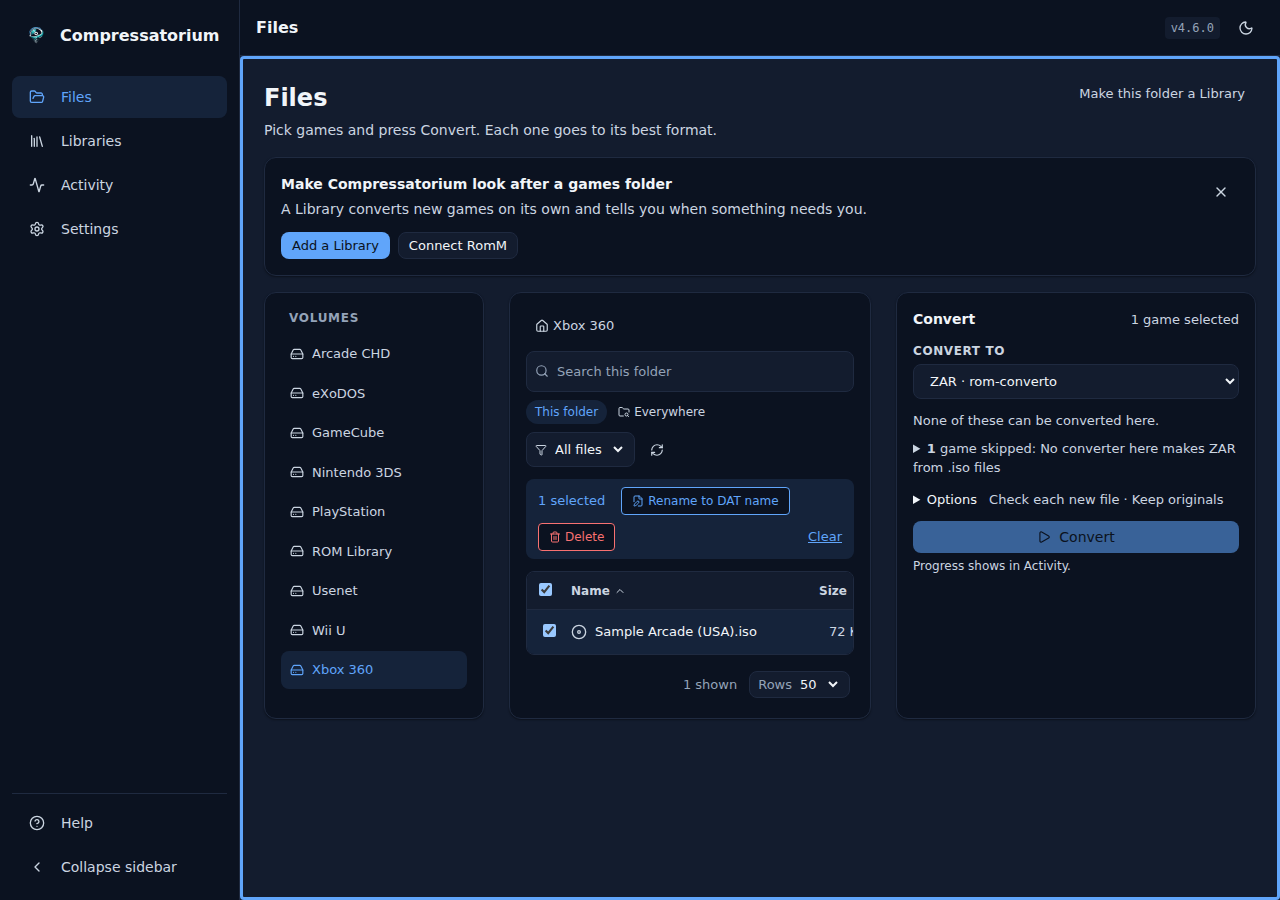 Compressatorium
Files
Libraries
Activity
Settings
Help
Collapse sidebar
Files
v4.6.0
Files
Make this folder a Library
Pick games and press Convert. Each one goes to its best format.
Make Compressatorium look after a games folder
A Library converts new games on its own and tells you when something needs you.
Add a Library
Connect RomM
VOLUMES
Arcade CHD
eXoDOS
GameCube
Nintendo 3DS
PlayStation
ROM Library
Usenet
Wii U
Xbox 360
Xbox 360
Search this folder
This folder
Everywhere
All files
1 selected
Rename to DAT name
Delete
Clear
Name
Size
Sample Arcade (USA).iso
72
1 shown
Rows 50
Convert
1 game selected
CONVERT TO
ZAR · rom-converto
None of these can be converted here.
1 game skipped: No converter here makes ZAR
from .iso files
Options Check each new file · Keep originals
Convert
Progress shows in Activity.